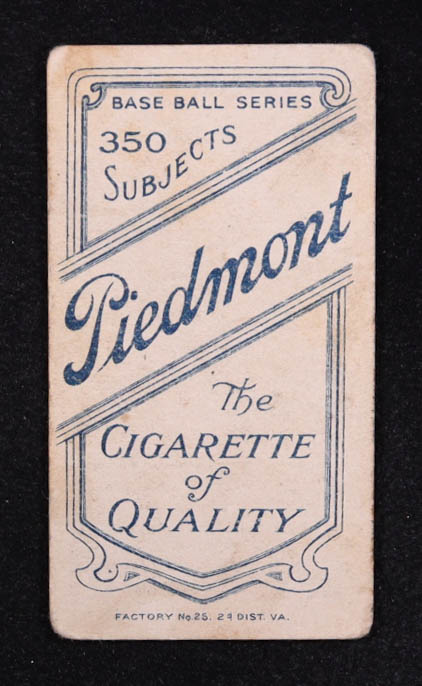 BASE BALL SERIES
350
SUBJECTS
Piedmont
The
CIGARETTE
of
QUALITY
FACTORY No. 25. 2d DIST. VA.